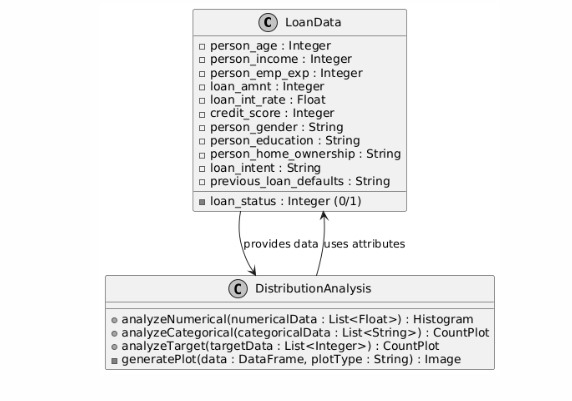 C LoanData
person_age : Integer
person_income : Integer
person_emp_exp : Integer
loan_amnt : Integer
loan_int_rate : Float
credit_score : Integer
person_gender : String
person_education : String
person_home_ownership : String
loan_intent : String
previous_loan_defaults : String
loan_status : Integer (0/1)
provides data
uses attributes
C DistributionAnalysis
analyzeNumerical(numericalData : List<Float>) : Histogram
analyzeCategorical(categoricalData : List<String>) : CountPlot
analyzeTarget(targetData : List<Integer>) : CountPlot
generatePlot(data : DataFrame, plotType : String) : Image